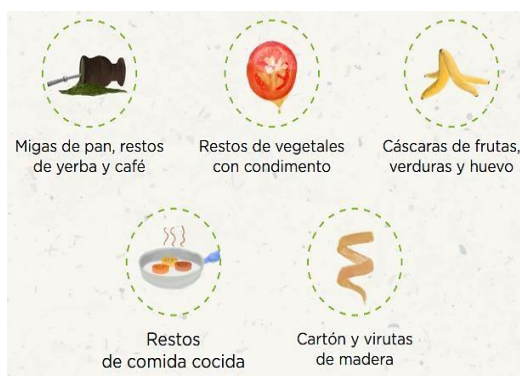 Migas de pan, restos
de yerba y café
Restos de vegetales
con condimento
Cáscaras de frutas,
verduras y huevo
Restos
de comida cocida
Cartón y virutas
de madera